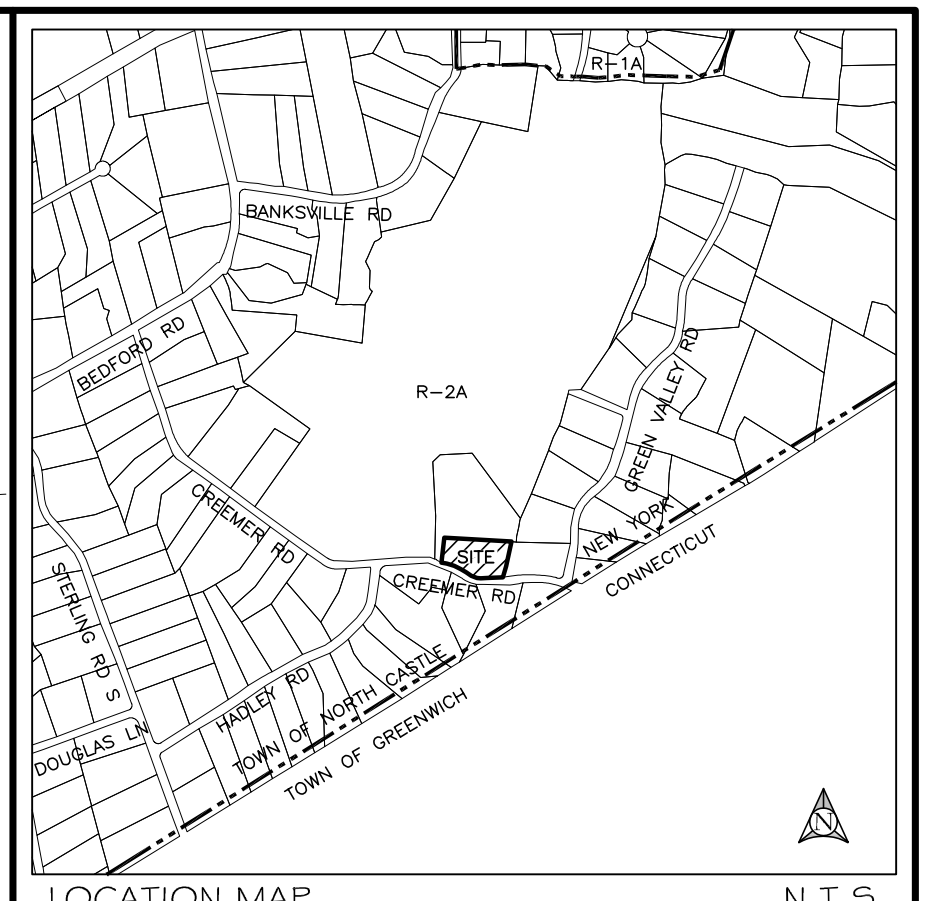 R-1A
BANKSVILLE RD
BEDFORD RD
R-2A
GREEN VALLEY RD
CREEMER RD
SITE
NEW YORK
CONNECTICUT
CREEMER RD
STERLING RD S
HADLEY RD
TOWN OF NORTH CASTLE
TOWN OF GREENWICH
DOUGLAS LN
N
LOCATION MAP
N.T.S.